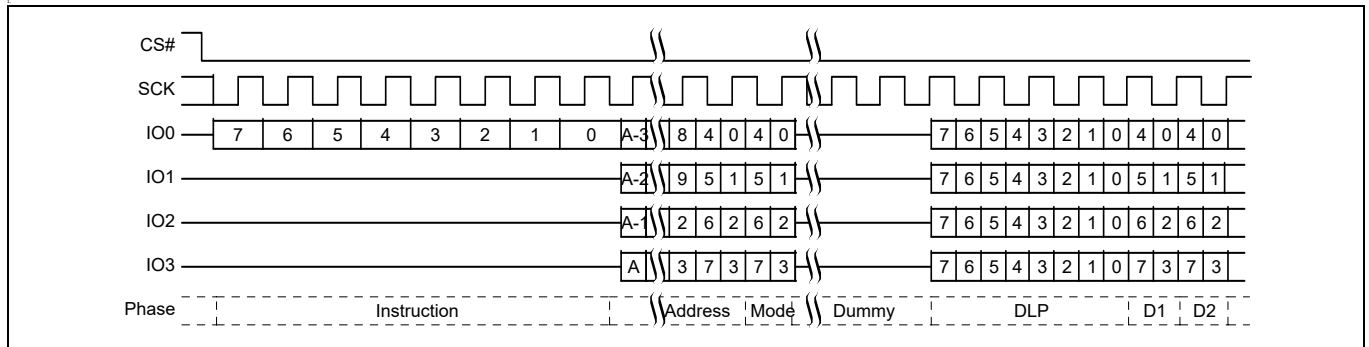 CS#
SCK
IO0 7 6 5 4 3 2 1 0 A-3 8 4 0 4 0 7 6 5 4 3 2 1 0 4 0 4 0
IO1 A-2 9 5 1 5 1 7 6 5 4 3 2 1 0 5 1 5 1
IO2 A-1 2 6 2 6 2 7 6 5 4 3 2 1 0 6 2 6 2
IO3 A 3 7 3 7 3 7 6 5 4 3 2 1 0 7 3 7 3
Phase Instruction Address Mode Dummy DLP D1 D2